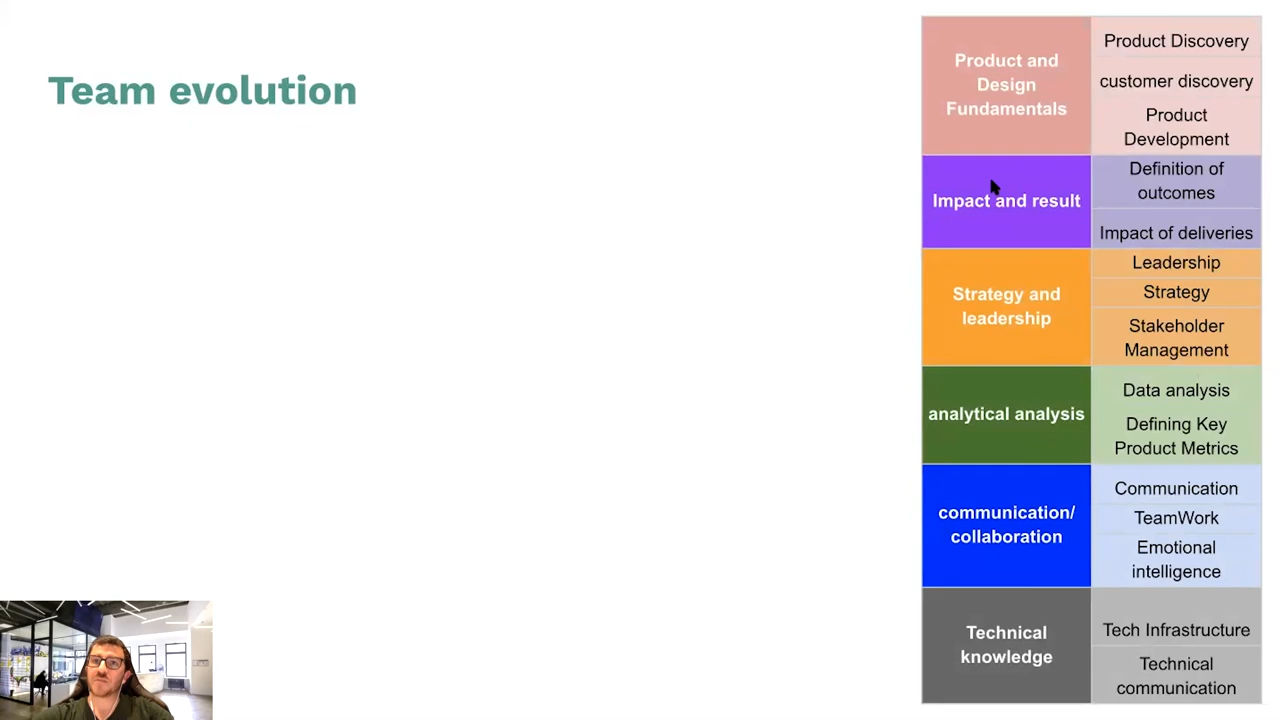 Team evolution
Product and
Design
Fundamentals
Product Discovery
customer discovery
Product
Development
Impact and result
Definition of
outcomes
Impact of deliveries
Strategy and
leadership
Leadership
Strategy
Stakeholder
Management
analytical analysis
Data analysis
Defining Key
Product Metrics
communication/
collaboration
Communication
TeamWork
Emotional
intelligence
Technical
knowledge
Tech Infrastructure
Technical
communication